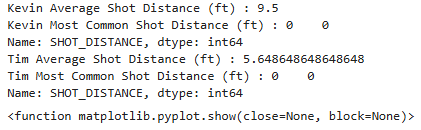 Kevin Average Shot Distance (ft) : 9.5
Kevin Most Common Shot Distance (ft) : 0    0
Name: SHOT_DISTANCE, dtype: int64
Tim Average Shot Distance (ft) : 5.648648648648648
Tim Most Common Shot Distance (ft) : 0    0
Name: SHOT_DISTANCE, dtype: int64
<function matplotlib.pyplot.show(close=None, block=None)>